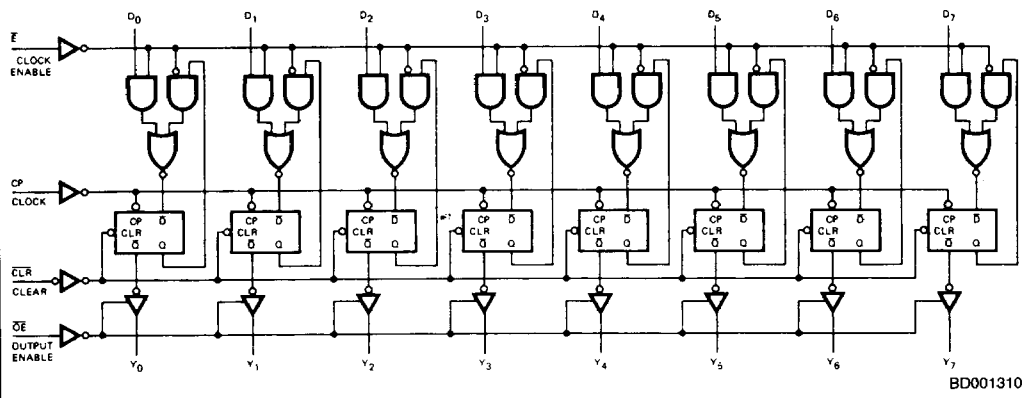 D0 D1 D2 D3 D4 D5 D6 D7
E̅
CLOCK
ENABLE
CP
CLOCK
CP D̅ CP D̅ CP D̅ CP D̅ CP D̅ CP D̅ CP D̅ CP D̅
CLR CLR CLR CLR CLR CLR CLR CLR
Q̅ Q Q̅ Q Q̅ Q Q̅ Q Q̅ Q Q̅ Q Q̅ Q Q̅ Q
C̅L̅R̅
CLEAR
O̅E̅
OUTPUT
ENABLE
Y0 Y1 Y2 Y3 Y4 Y5 Y6 Y7
BD001310